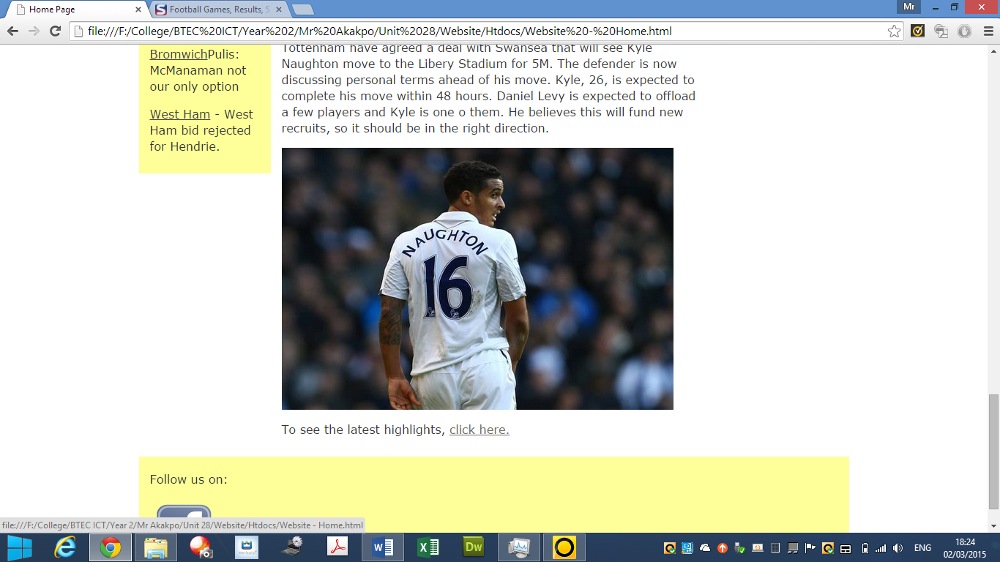 Home Page
Football Games, Results, S
Mr
file:///F:/College/BTEC%20ICT/Year%202/Mr%20Akakpo/Unit%2028/Website/Htdocs/Website%20-%20Home.html
BromwichPulis:
McManaman not
our only option
West Ham - West
Ham bid rejected
for Hendrie.
Tottenham have agreed a deal with Swansea that will see Kyle
Naughton move to the Libery Stadium for 5M. The defender is now
discussing personal terms ahead of his move. Kyle, 26, is expected to
complete his move within 48 hours. Daniel Levy is expected to offload
a few players and Kyle is one o them. He believes this will fund new
recruits, so it should be in the right direction.
NAUGHTON
16
To see the latest highlights, click here.
Follow us on:
file:///F:/College/BTEC ICT/Year 2/Mr Akakpo/Unit 28/Website/Htdocs/Website - Home.html
Dw
ENG
18:24
02/03/2015